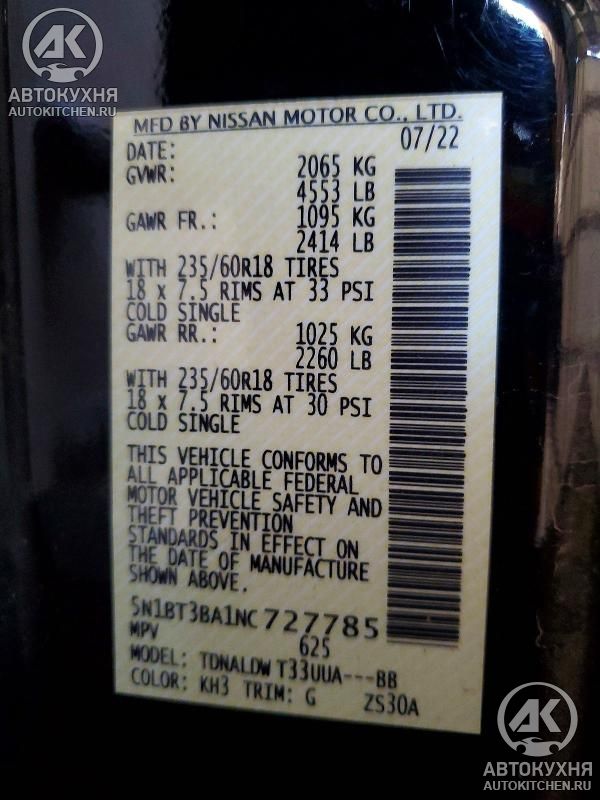 AK
АВТОКУХНЯ
AUTOKITCHEN.RU
MFD BY NISSAN MOTOR CO., LTD.
DATE: 07/22
GVWR: 2065 KG
4553 LB
GAWR FR.: 1095 KG
2414 LB
WITH 235/60R18 TIRES
18 x 7.5 RIMS AT 33 PSI
COLD SINGLE
GAWR RR.: 1025 KG
2260 LB
WITH 235/60R18 TIRES
18 x 7.5 RIMS AT 30 PSI
COLD SINGLE
THIS VEHICLE CONFORMS TO
ALL APPLICABLE FEDERAL
MOTOR VEHICLE SAFETY AND
THEFT PREVENTION
STANDARDS IN EFFECT ON
THE DATE OF MANUFACTURE
SHOWN ABOVE.
5N1BT3BA1NC727785
MPV 625
MODEL: TDNALDW T33UUA---BB
COLOR: KH3 TRIM: G ZS30A
AK
АВТОКУХНЯ
AUTOKITCHEN.RU